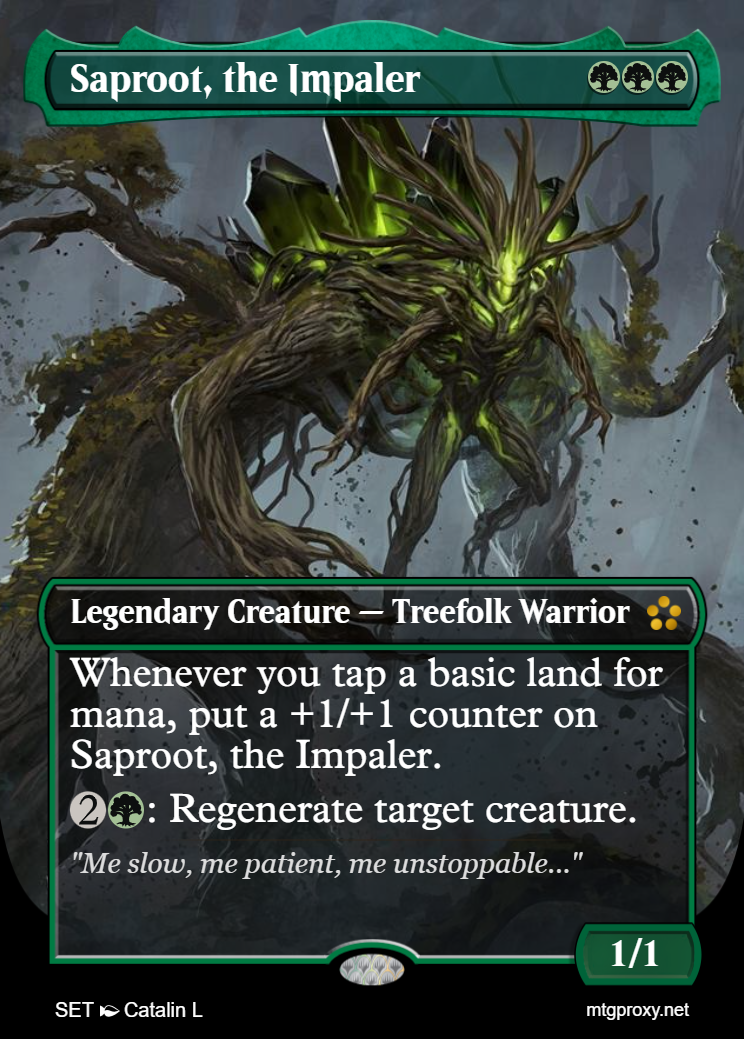 Saproot, the Impaler
Legendary Creature — Treefolk Warrior
Whenever you tap a basic land for
mana, put a +1/+1 counter on
Saproot, the Impaler.
2: Regenerate target creature.
"Me slow, me patient, me unstoppable..."
1/1
SET Catalin L
mtgproxy.net